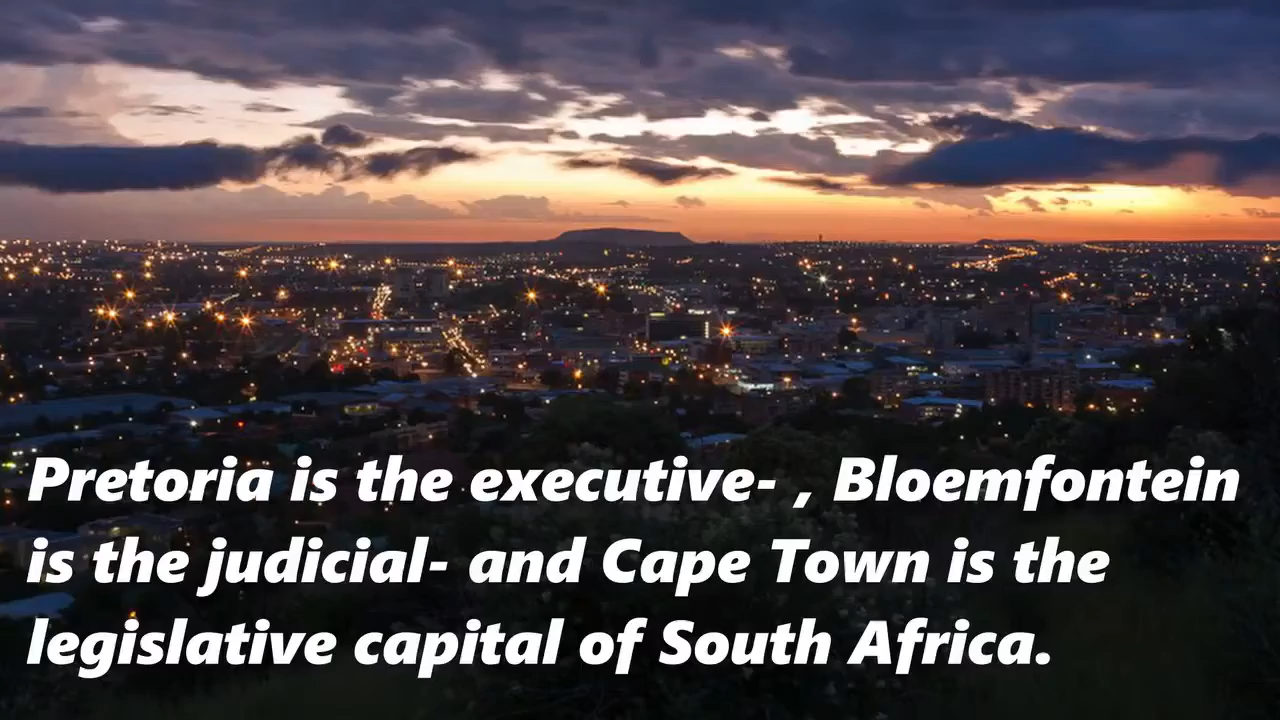 Pretoria is the executive- , Bloemfontein
is the judicial- and Cape Town is the
legislative capital of South Africa.